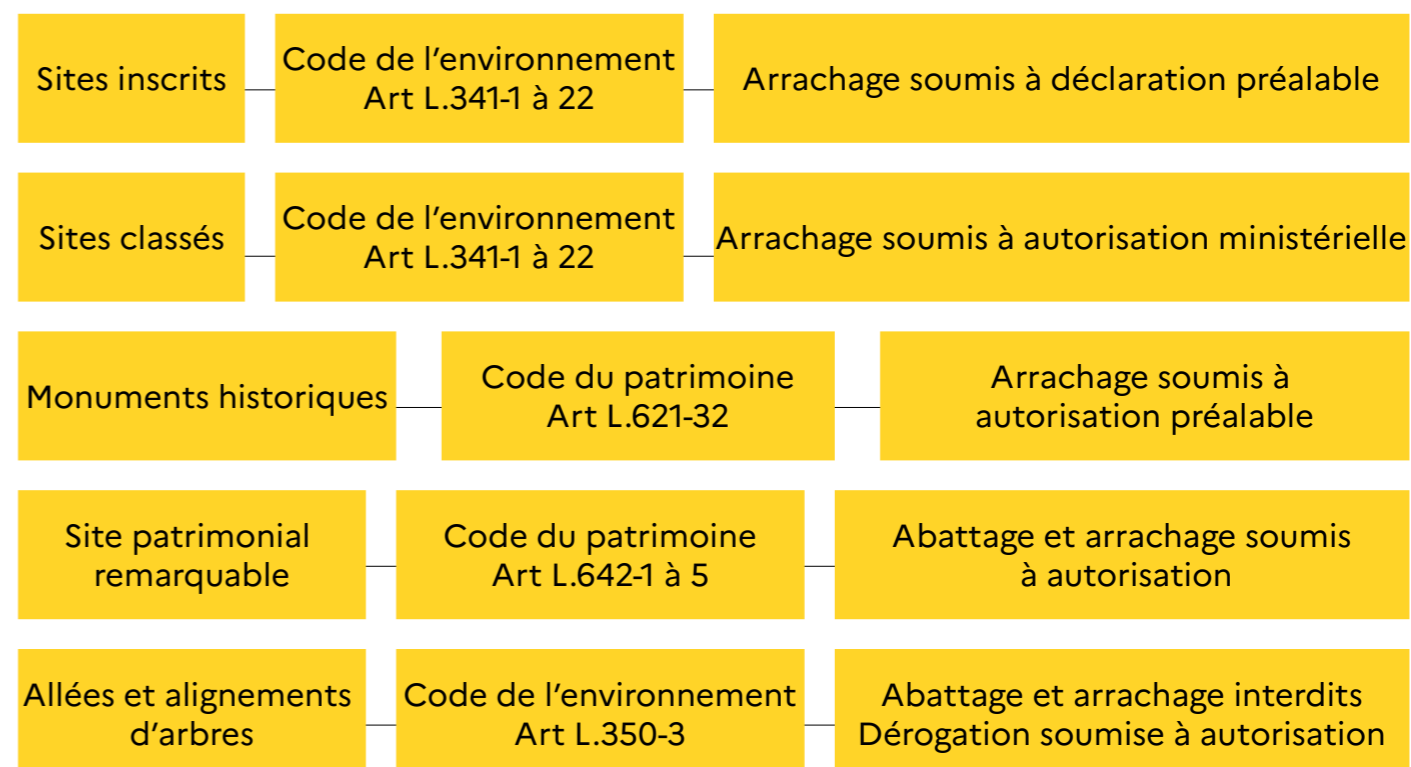 Sites inscrits
Code de l’environnement
Art L.341-1 à 22
Arrachage soumis à déclaration préalable
Sites classés
Code de l’environnement
Art L.341-1 à 22
Arrachage soumis à autorisation ministérielle
Monuments historiques
Code du patrimoine
Art L.621-32
Arrachage soumis à
autorisation préalable
Site patrimonial
remarquable
Code du patrimoine
Art L.642-1 à 5
Abattage et arrachage soumis
à autorisation
Allées et alignements
d’arbres
Code de l’environnement
Art L.350-3
Abattage et arrachage interdits
Dérogation soumise à autorisation